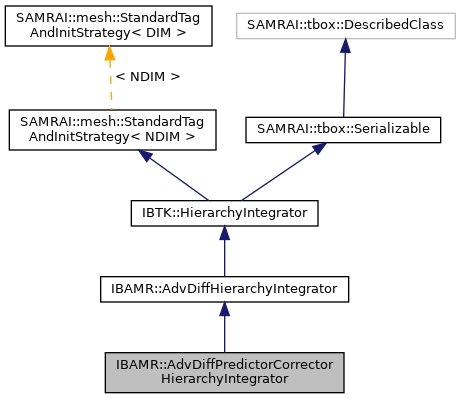 SAMRAI::mesh::StandardTag
AndInitStrategy< DIM >
SAMRAI::tbox::DescribedClass
< NDIM >
SAMRAI::mesh::StandardTag
AndInitStrategy< NDIM >
SAMRAI::tbox::Serializable
IBTK::HierarchyIntegrator
IBAMR::AdvDiffHierarchyIntegrator
IBAMR::AdvDiffPredictorCorrector
HierarchyIntegrator